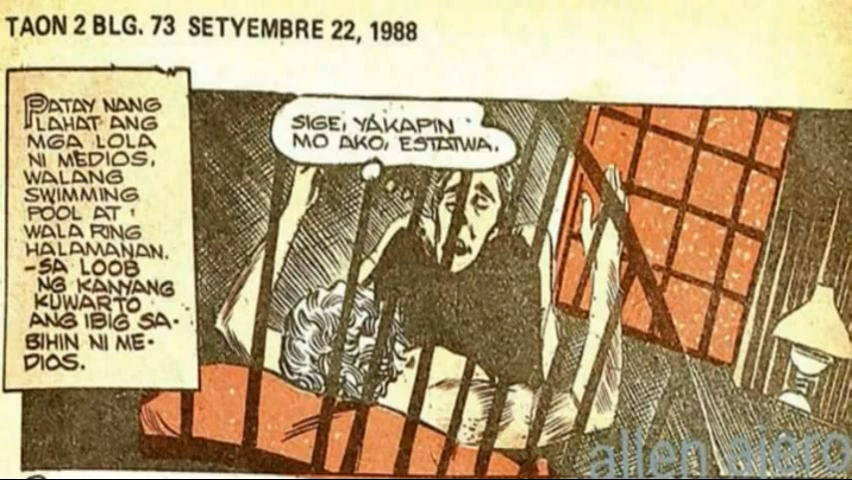 TAON 2 BLG. 73 SETYEMBRE 22, 1988
PATAY NANG
LAHAT ANG
MGA LOLA
NI MEDIOS,
WALANG
SWIMMING
POOL AT
WALA RING
HALAMANAN.
-SA LOOB
NG KANYANG
KUWARTO
ANG IBIG SA-
BIHIN NI ME-
DIOS.
SIGE, YAKAPIN
MO AKO, ESTATWA.
allen ajero